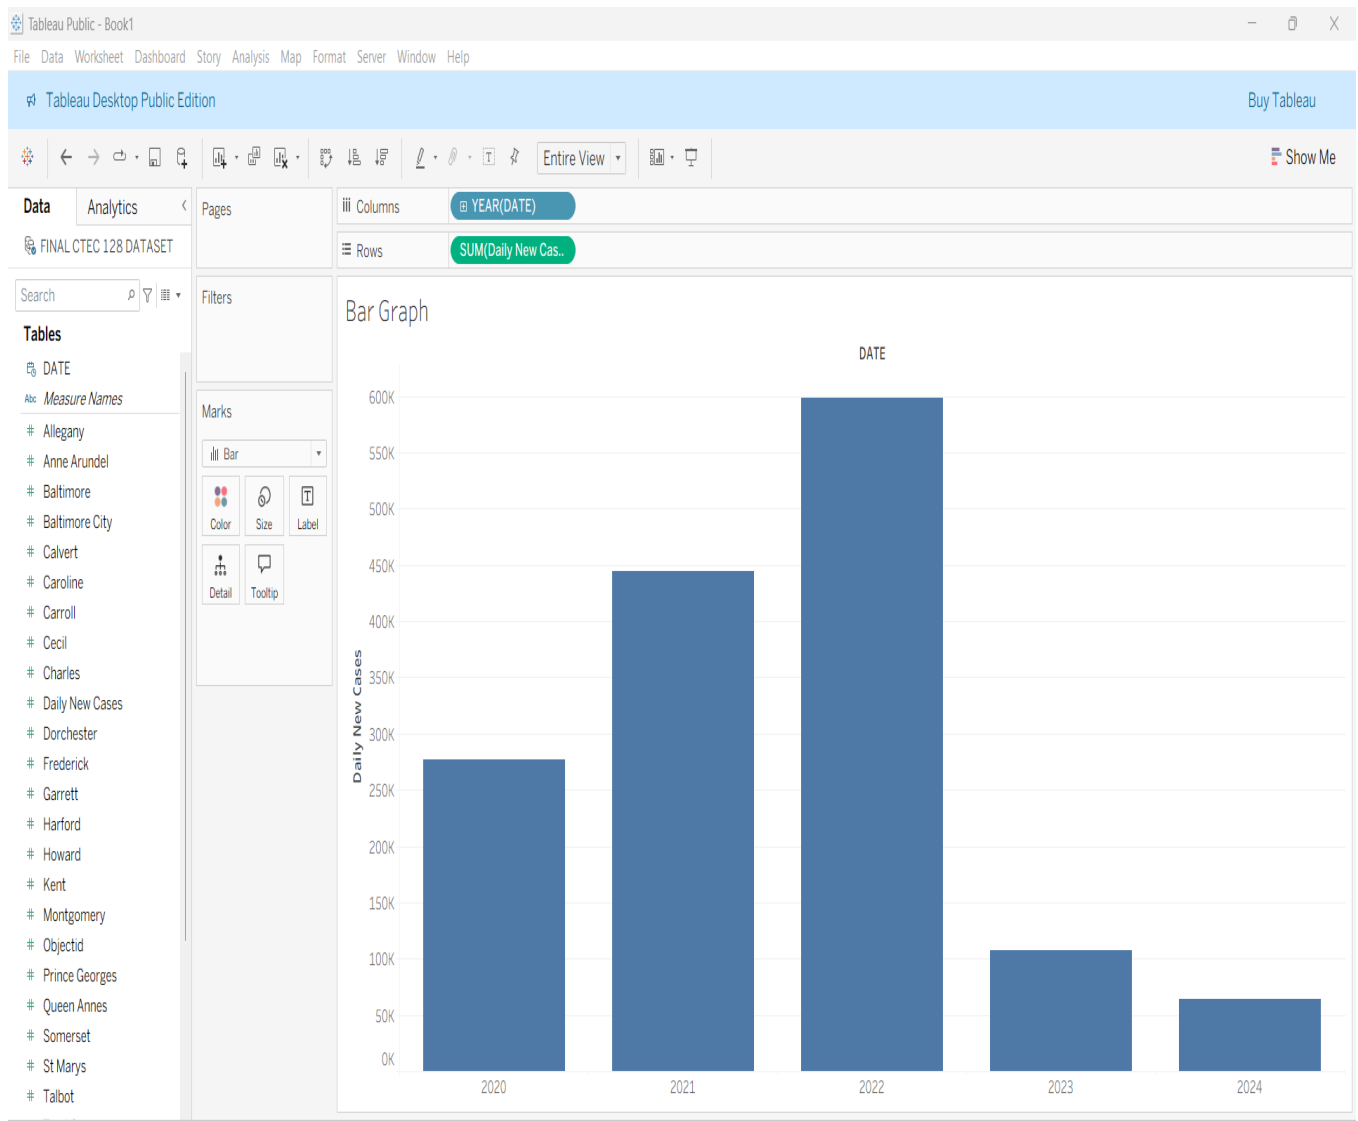 Tableau Public - Book1
File Data Worksheet Dashboard Story Analysis Map Format Server Window Help
Tableau Desktop Public Edition
Buy Tableau
Entire View
Show Me
Data Analytics
FINAL CTEC 128 DATASET
Search
Tables
DATE
Abc Measure Names
# Allegany
# Anne Arundel
# Baltimore
# Baltimore City
# Calvert
# Caroline
# Carroll
# Cecil
# Charles
# Daily New Cases
# Dorchester
# Frederick
# Garrett
# Harford
# Howard
# Kent
# Montgomery
# Objectid
# Prince Georges
# Queen Annes
# Somerset
# St Marys
# Talbot
Pages
Filters
Marks
Bar
Color Size Label
Detail Tooltip
Columns YEAR(DATE)
Rows SUM(Daily New Cas..
Bar Graph
DATE
600K
550K
500K
450K
400K
350K
300K
250K
200K
150K
100K
50K
0K
Daily New Cases
2020 2021 2022 2023 2024